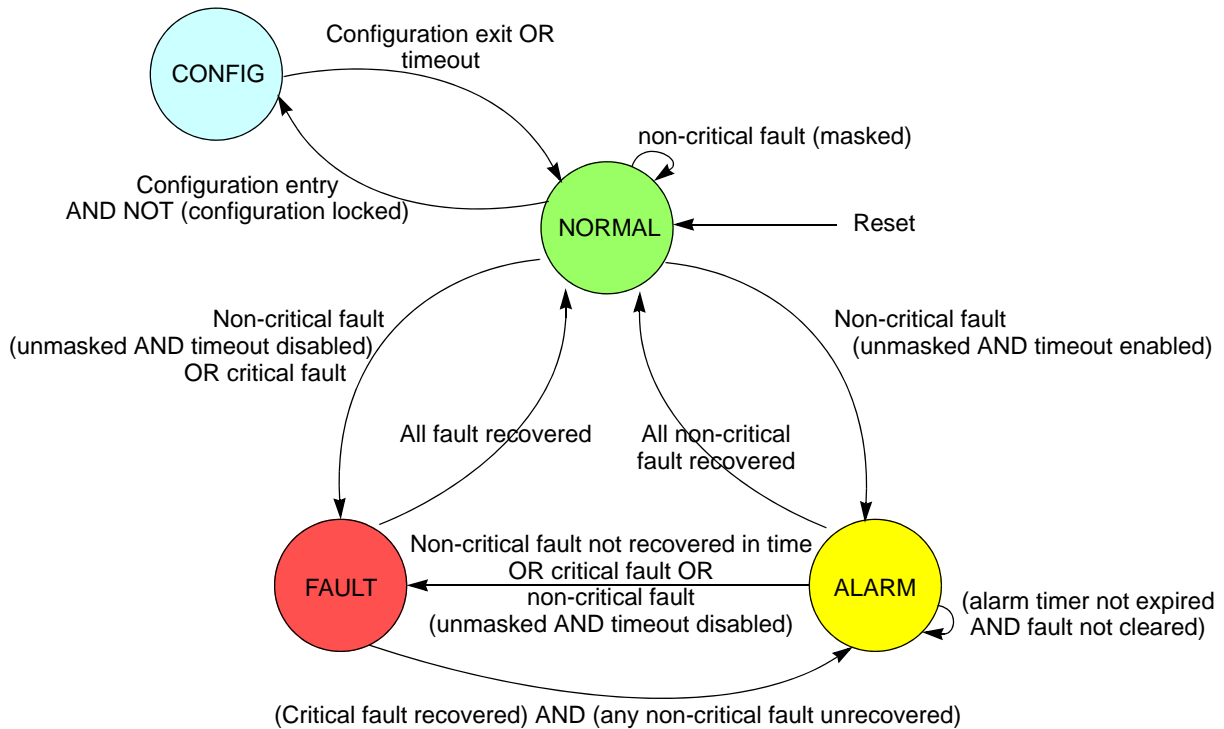 Configuration exit OR
timeout
CONFIG
non-critical fault (masked)
Configuration entry
AND NOT (configuration locked)
NORMAL
Reset
Non-critical fault
(unmasked AND timeout disabled)
OR critical fault
Non-critical fault
(unmasked AND timeout enabled)
All fault recovered
All non-critical
fault recovered
Non-critical fault not recovered in time
OR critical fault OR
non-critical fault
(unmasked AND timeout disabled)
FAULT
ALARM
(alarm timer not expired
AND fault not cleared)
(Critical fault recovered) AND (any non-critical fault unrecovered)